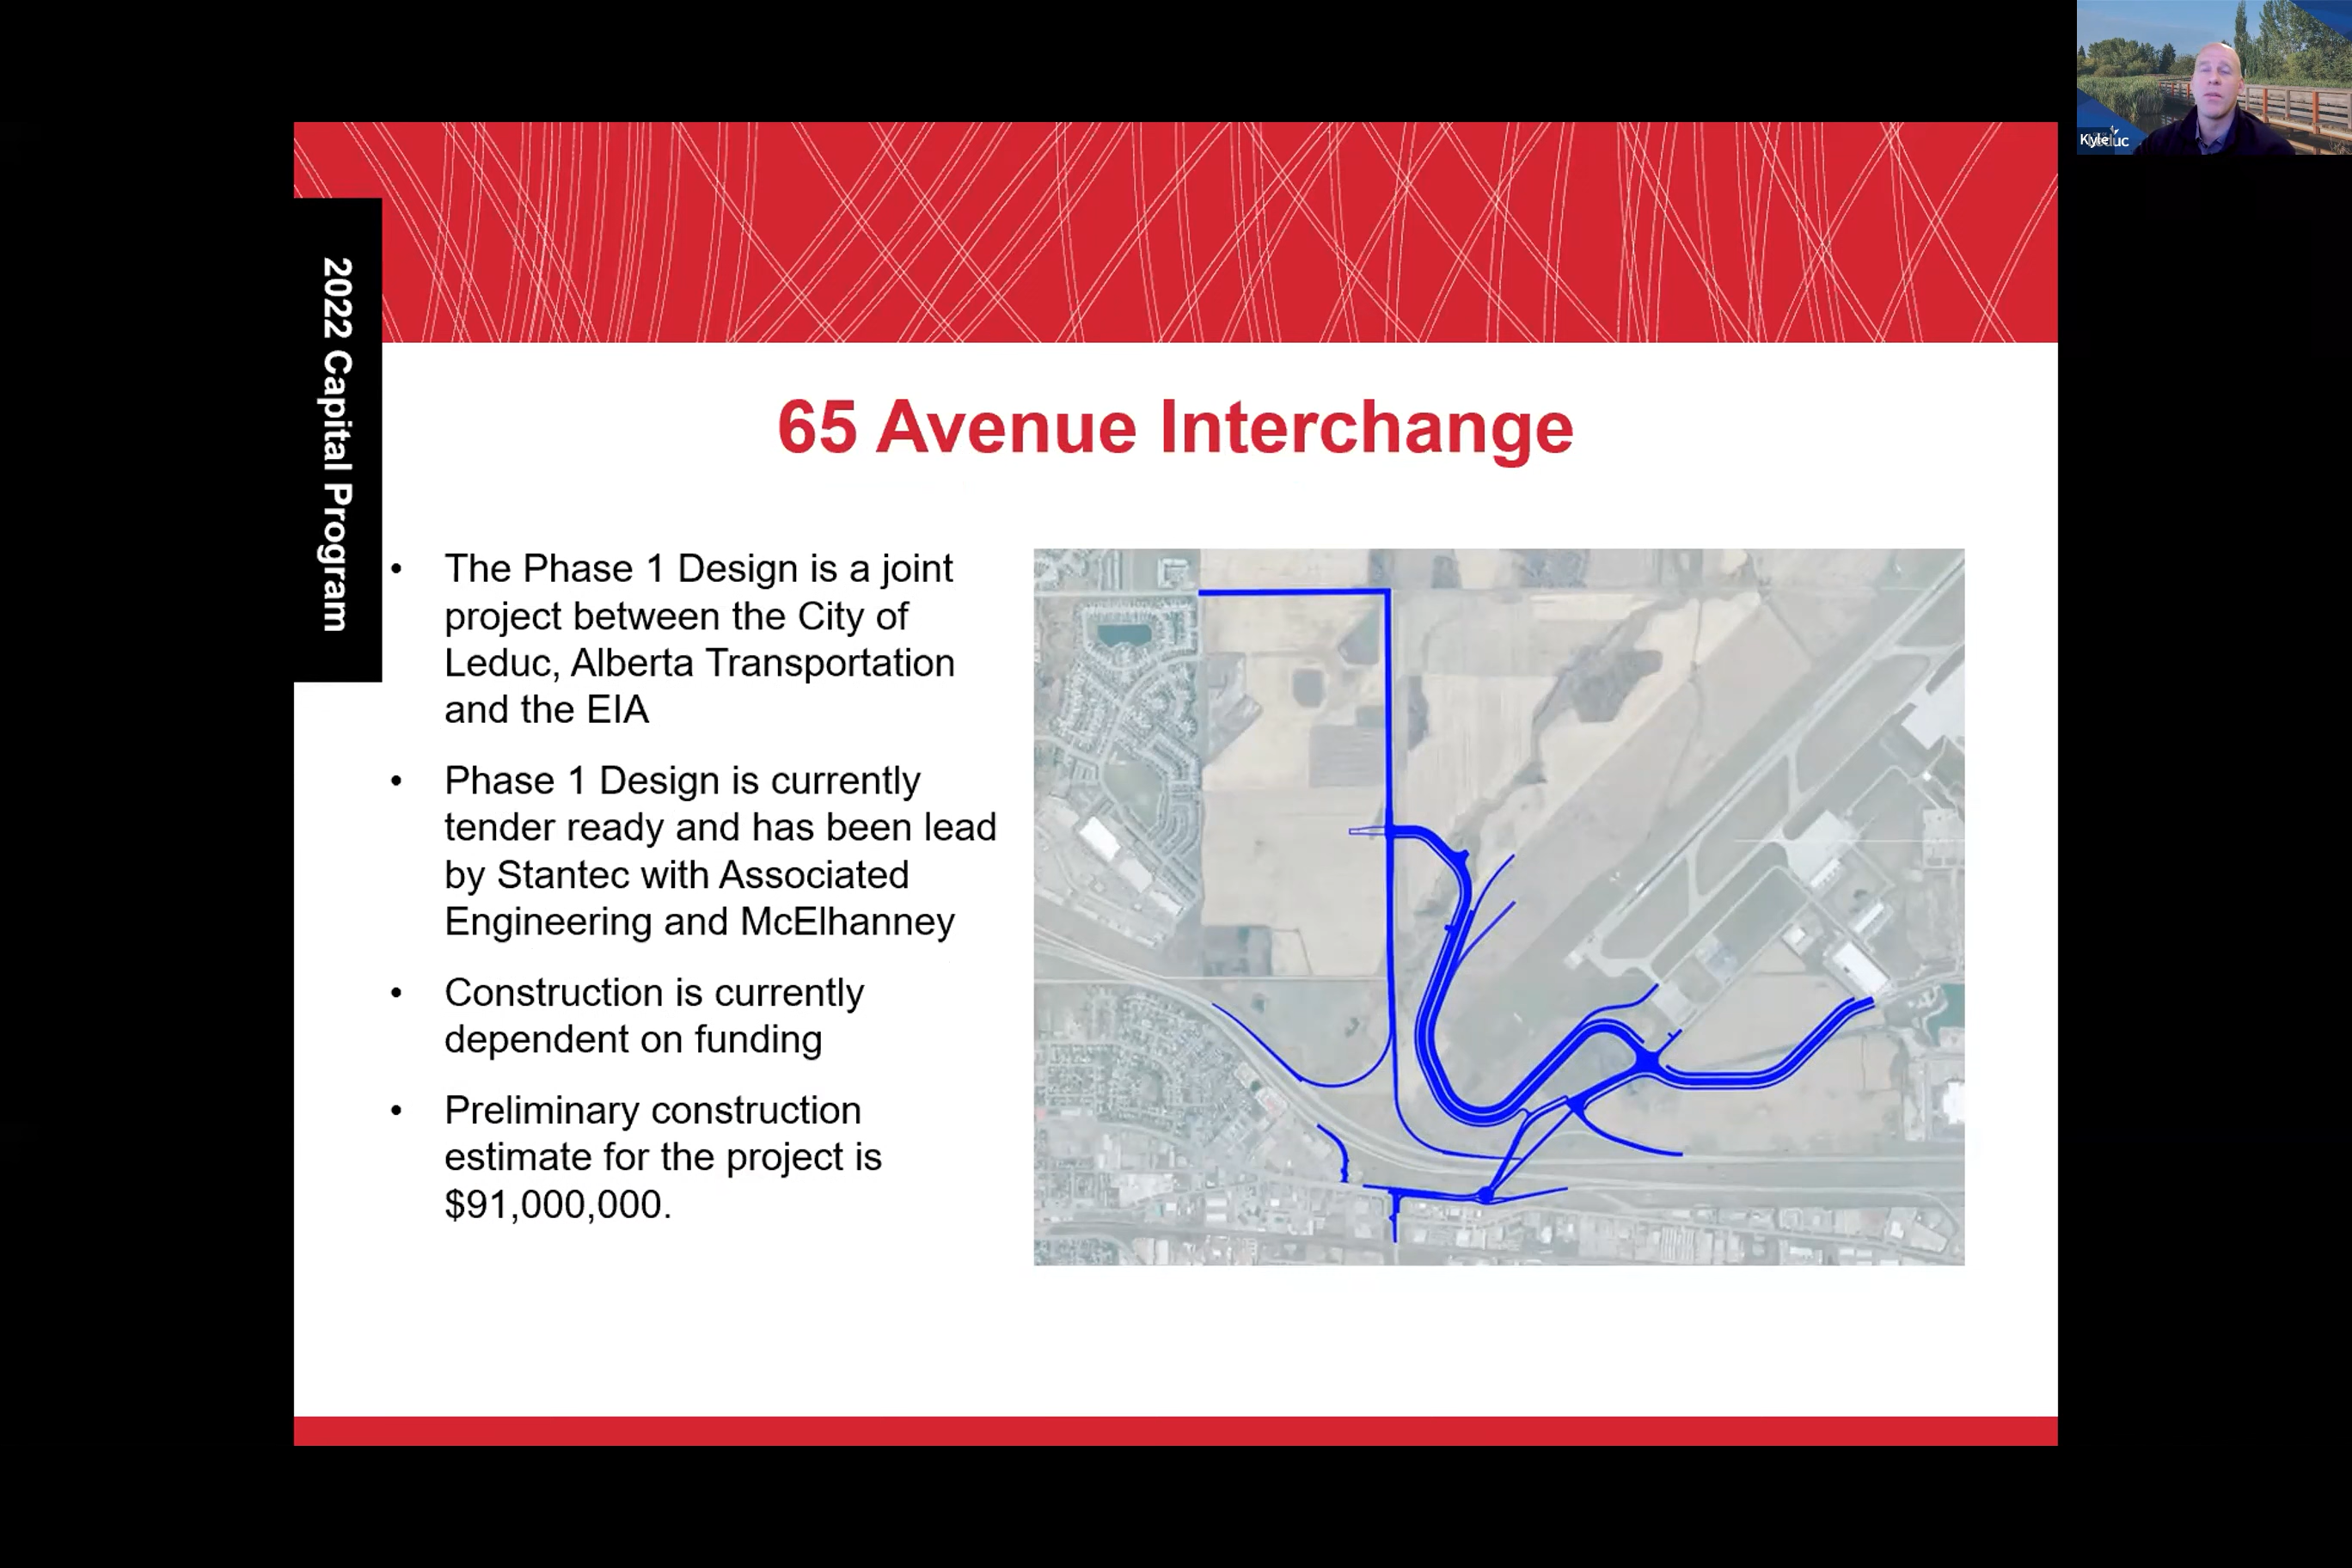 2022 Capital Program
65 Avenue Interchange
• The Phase 1 Design is a joint
project between the City of
Leduc, Alberta Transportation
and the EIA
• Phase 1 Design is currently
tender ready and has been lead
by Stantec with Associated
Engineering and McElhanney
• Construction is currently
dependent on funding
• Preliminary construction
estimate for the project is
$91,000,000.
Kyle